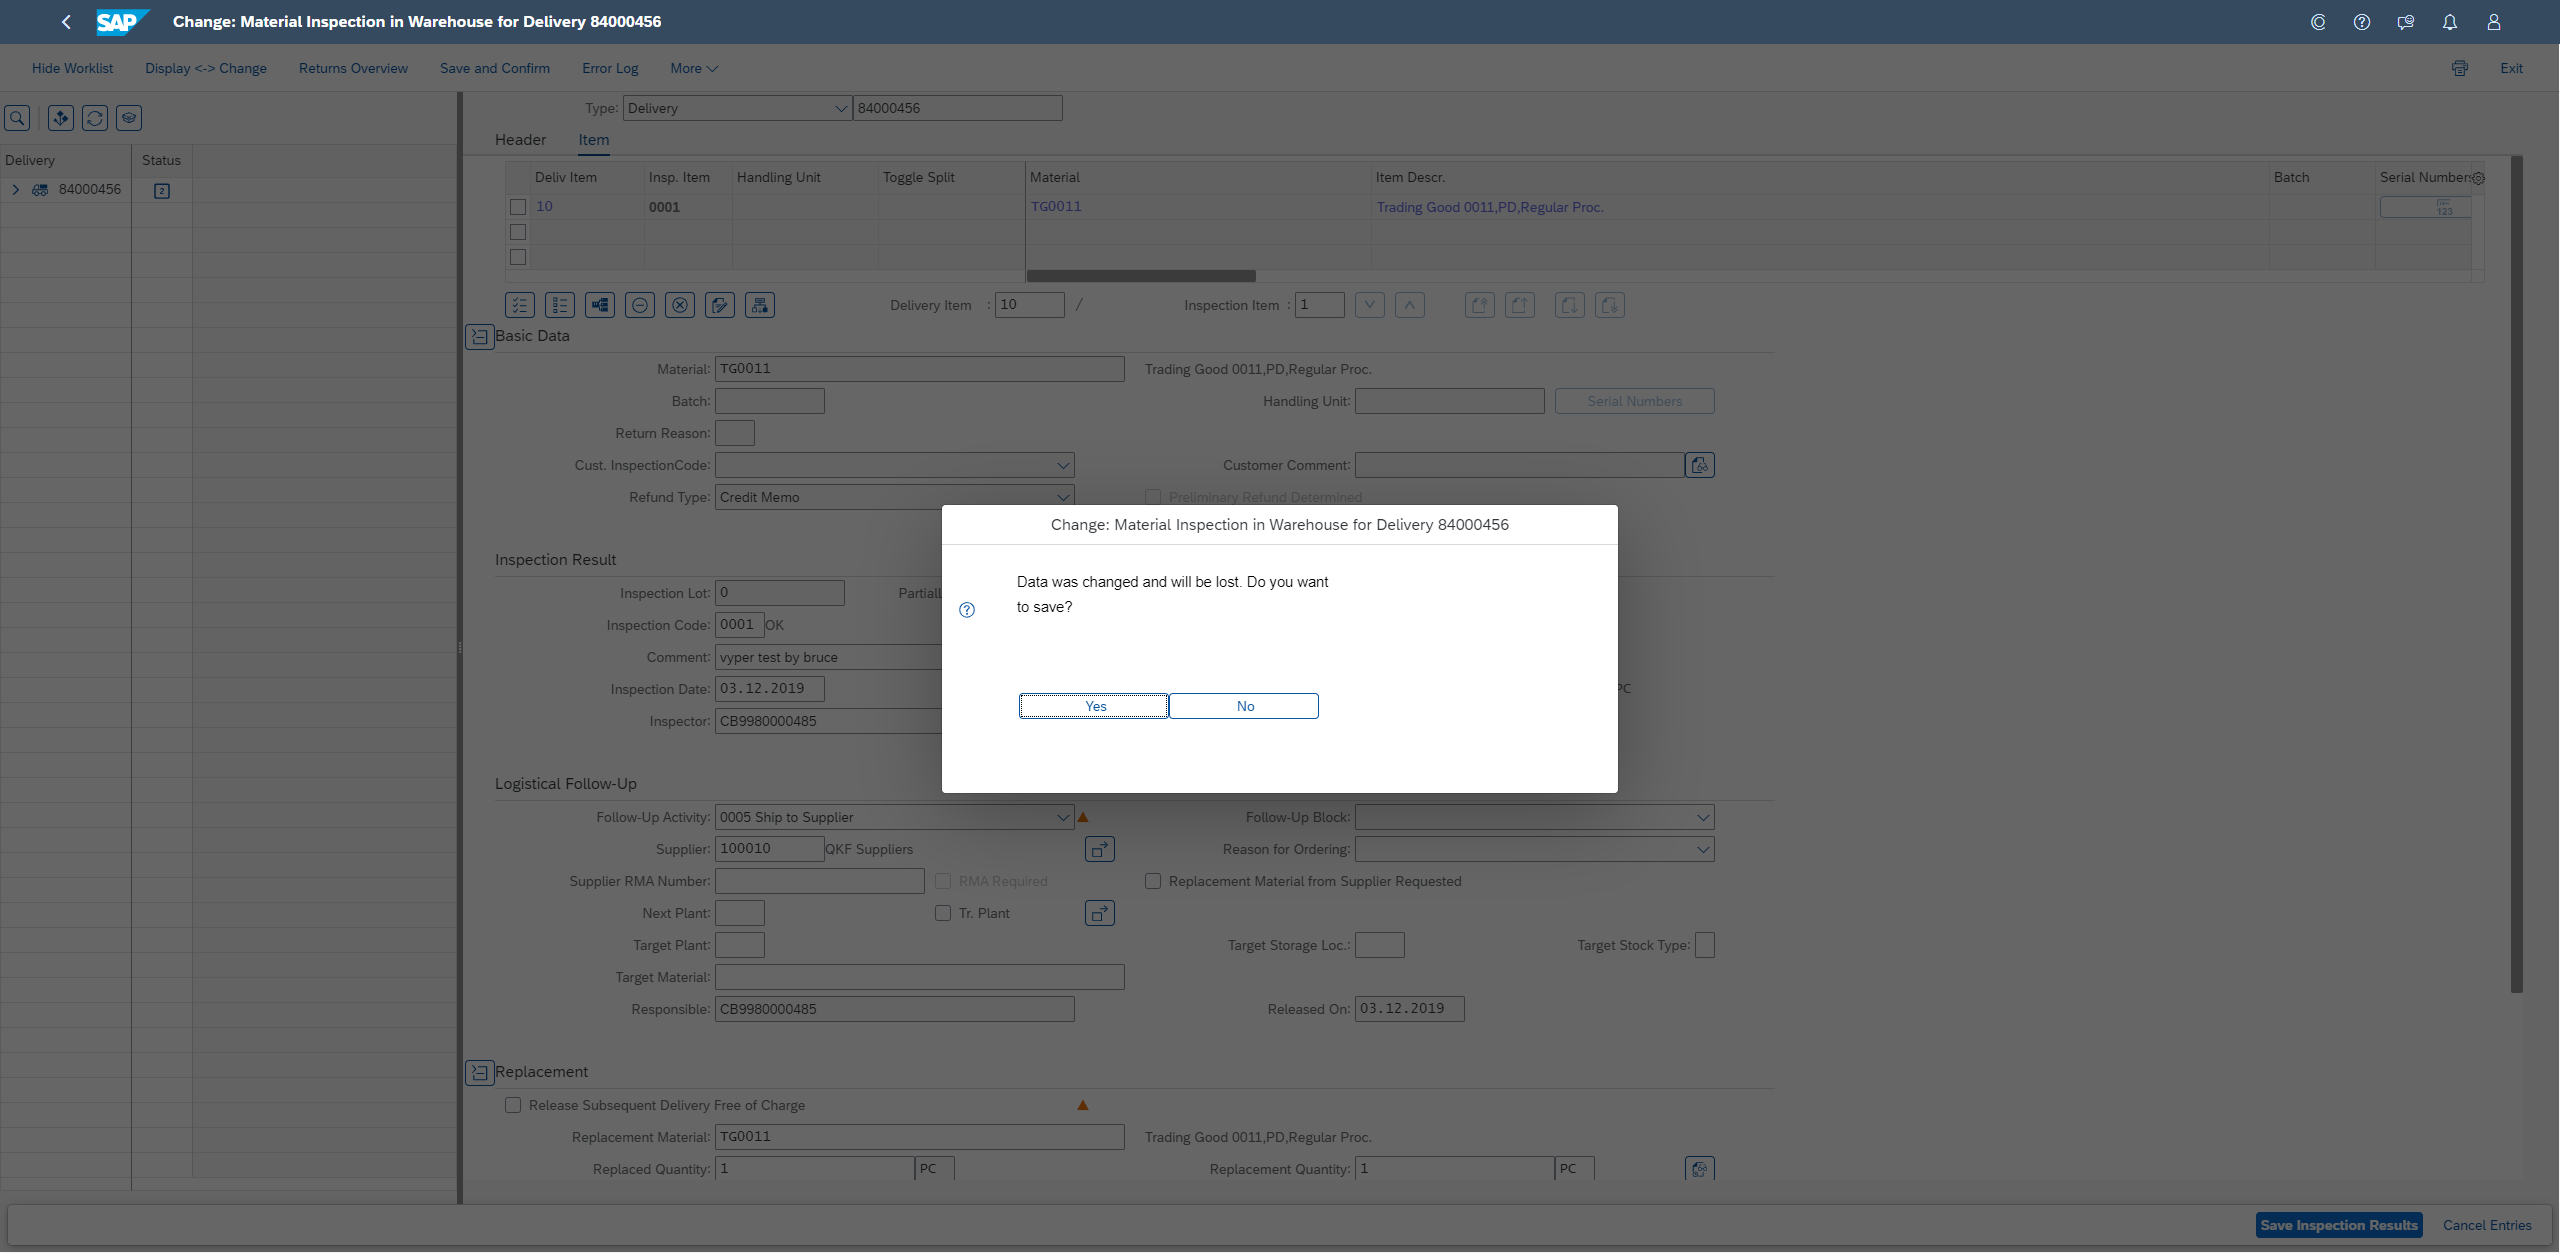 SAP Change: Material Inspection in Warehouse for Delivery 84000456
Hide Worklist Display <-> Change Returns Overview Save and Confirm Error Log More Exit
Type: Delivery 84000456
Header Item
Delivery Status
84000456 2
Deliv Item Insp. Item Handling Unit Toggle Split Material Item Descr. Batch Serial Numbers
10 0001 TG0011 Trading Good 0011,PD,Regular Proc. 123
Delivery Item : 10 / Inspection Item : 1
Basic Data
Material: TG0011 Trading Good 0011,PD,Regular Proc.
Batch: Handling Unit: Serial Numbers
Return Reason:
Cust. InspectionCode: Customer Comment:
Refund Type: Credit Memo Preliminary Refund Determined
Change: Material Inspection in Warehouse for Delivery 84000456
Data was changed and will be lost. Do you want
to save?
Yes No
Inspection Result
Inspection Lot: 0 Partial
Inspection Code: 0001 OK
Comment: vyper test by bruce
Inspection Date: 03.12.2019 PC
Inspector: CB9980000485
Logistical Follow-Up
Follow-Up Activity: 0005 Ship to Supplier Follow-Up Block:
Supplier: 100010 QKF Suppliers Reason for Ordering:
Supplier RMA Number: RMA Required Replacement Material from Supplier Requested
Next Plant: Tr. Plant
Target Plant: Target Storage Loc.: Target Stock Type:
Target Material:
Responsible: CB9980000485 Released On: 03.12.2019
Replacement
Release Subsequent Delivery Free of Charge
Replacement Material: TG0011 Trading Good 0011,PD,Regular Proc.
Replaced Quantity: 1 PC Replacement Quantity: 1 PC
Save Inspection Results Cancel Entries